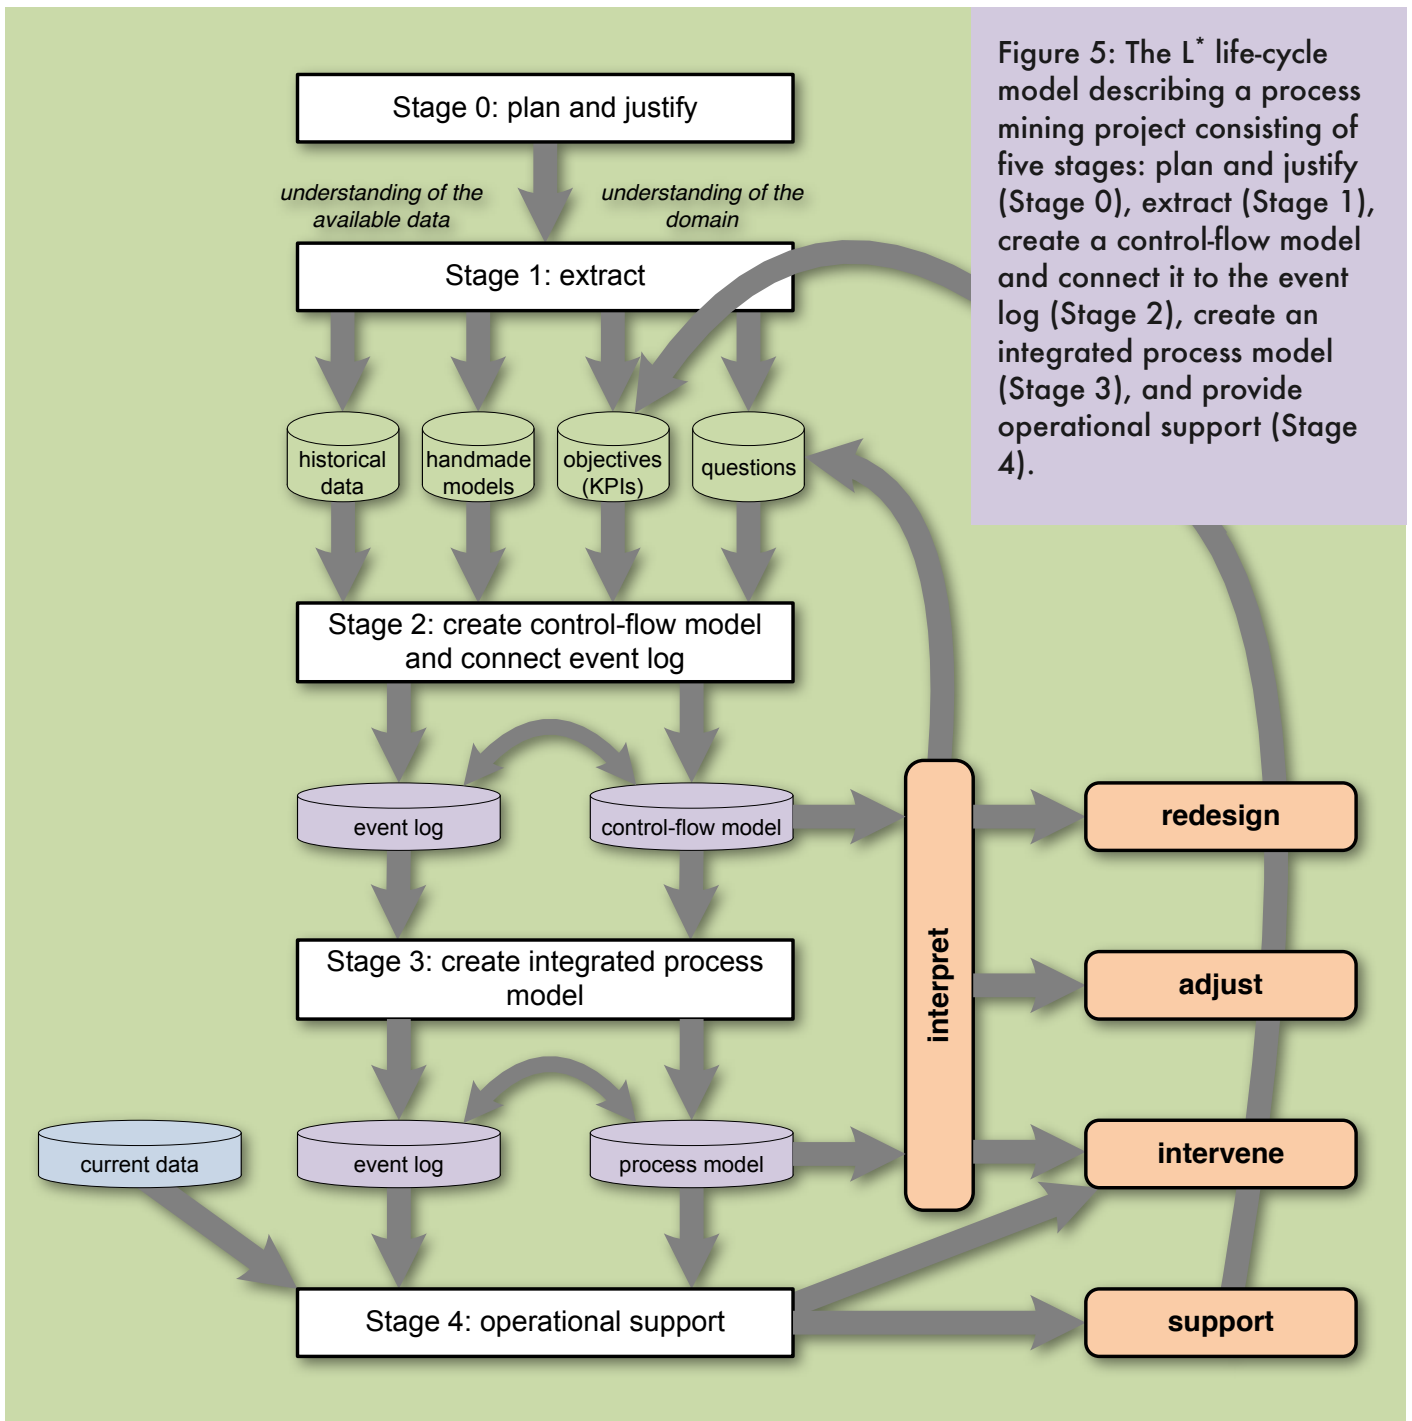 Figure 5: The L* life-cycle
model describing a process
mining project consisting of
five stages: plan and justify
(Stage 0), extract (Stage 1),
create a control-flow model
and connect it to the event
log (Stage 2), create an
integrated process model
(Stage 3), and provide
operational support (Stage
4).
Stage 0: plan and justify
understanding of the
available data
understanding of the
domain
Stage 1: extract
historical
data
handmade
models
objectives
(KPIs)
questions
Stage 2: create control-flow model
and connect event log
event log
control-flow model
interpret
redesign
Stage 3: create integrated process
model
adjust
current data
event log
process model
intervene
Stage 4: operational support
support